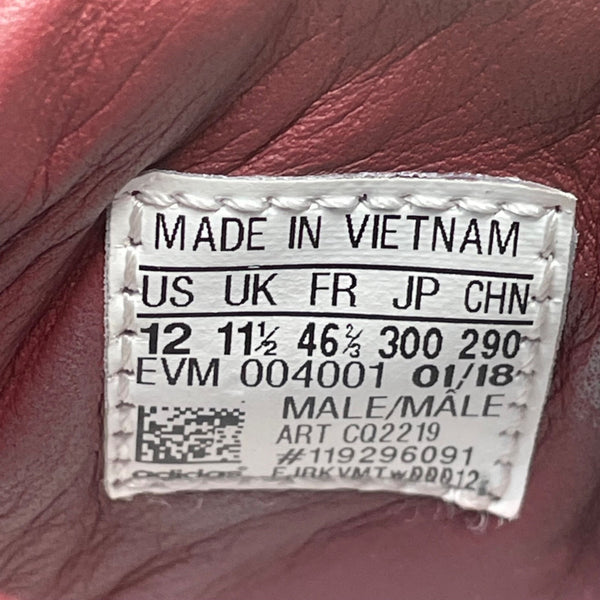 MADE IN VIETNAM
US UK FR JP CHN
12 11½ 46⅔ 300 290
EVM 004001 01/18
MALE/MÂLE
ART CQ2219
#119296091
adidas